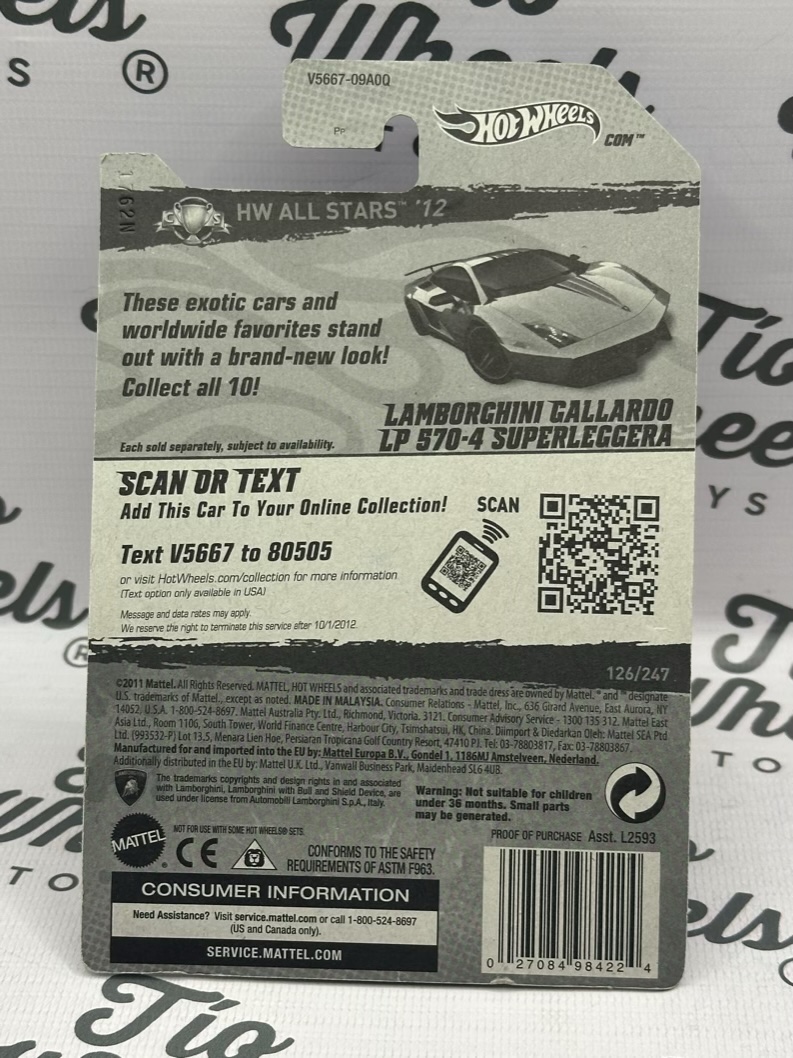 V5667-09A0Q
HOT WHEELS
COM™
HW ALL STARS™ '12
These exotic cars and
worldwide favorites stand
out with a brand-new look!
Collect all 10!
LAMBORGHINI GALLARDO
LP 570-4 SUPERLEGGERA
Each sold separately, subject to availability.
SCAN OR TEXT
Add This Car To Your Online Collection!
SCAN
Text V5667 to 80505
or visit HotWheels.com/collection for more information
(Text option only available in USA)
Message and data rates may apply.
We reserve the right to terminate this service after 10/1/2012.
126/247
©2011 Mattel. All Rights Reserved. MATTEL, HOT WHEELS and associated trademarks and trade dress are owned by Mattel. ® and ™ designate
U.S. trademarks of Mattel., except as noted. MADE IN MALAYSIA. Consumer Relations - Mattel, Inc., 636 Girard Avenue, East Aurora, NY
14052, U.S.A. 1-800-524-8697. Mattel Australia Pty. Ltd., Richmond, Victoria. 3121. Consumer Advisory Service - 1300 135 312. Mattel East
Asia Ltd., Room 1106, South Tower, World Finance Centre, Harbour City, Tsimshatsui, HK, China. Diimport & Diedarkan Oleh: Mattel SEA Ptd
Ltd. (993532-P) Lot 13.5, Menara Lien Hoe, Persiaran Tropicana Golf Country Resort, 47410 PJ. Tel: 03-78803817, Fax: 03-78803867.
Manufactured for and imported into the EU by: Mattel Europa B.V., Gondel 1, 1186MJ Amstelveen, Nederland.
Additionally distributed in the EU by: Mattel U.K. Ltd., Vanwall Business Park, Maidenhead SL6 4UB.
The trademarks copyrights and design rights in and associated
with Lamborghini, Lamborghini with Bull and Shield Device, are
used under license from Automobili Lamborghini S.p.A., Italy.
Warning: Not suitable for children
under 36 months. Small parts
may be generated.
MATTEL
NOT FOR USE WITH SOME HOT WHEELS® SETS.
CE
CONFORMS TO THE SAFETY
REQUIREMENTS OF ASTM F963.
PROOF OF PURCHASE Asst. L2593
CONSUMER INFORMATION
Need Assistance? Visit service.mattel.com or call 1-800-524-8697
(US and Canada only).
SERVICE.MATTEL.COM
0 27084 98422 4
Tío